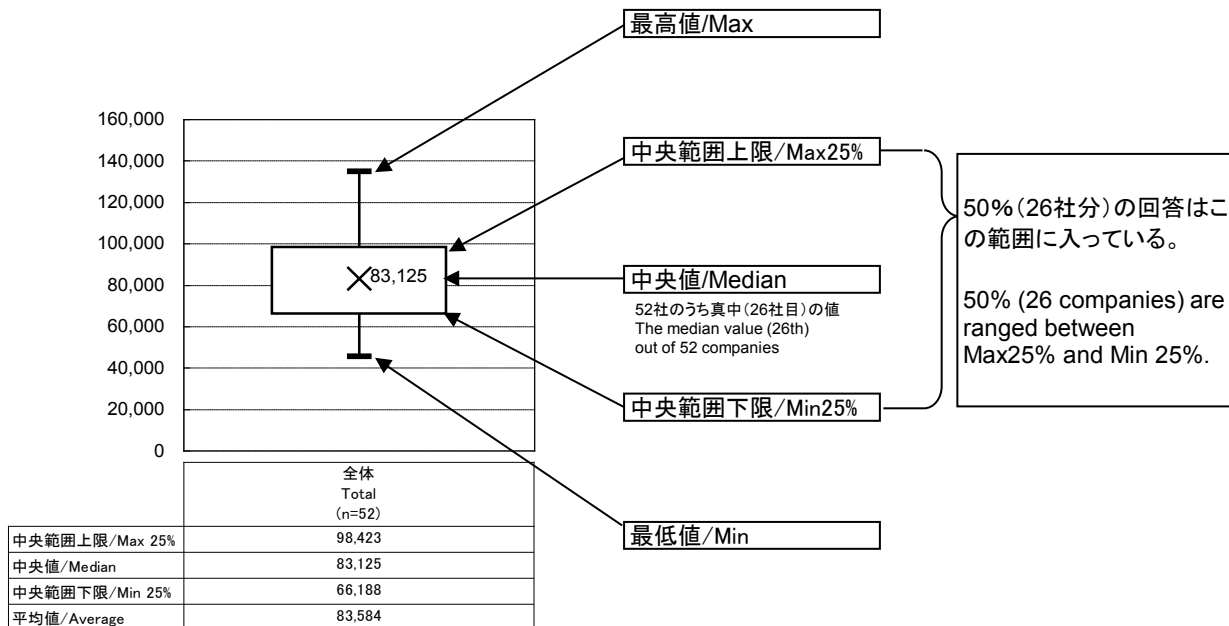 最高値/Max
160,000
140,000
120,000
100,000
80,000
60,000
40,000
20,000
0
83,125
中央範囲上限/Max25%
中央値/Median
52社のうち真中(26社目)の値
The median value (26th)
out of 52 companies
中央範囲下限/Min25%
最低値/Min
50%(26社分)の回答はこ
の範囲に入っている。
50% (26 companies) are
ranged between
Max25% and Min 25%.
全体
Total
(n=52)
中央範囲上限/Max 25% 98,423
中央値/Median 83,125
中央範囲下限/Min 25% 66,188
平均値/Average 83,584